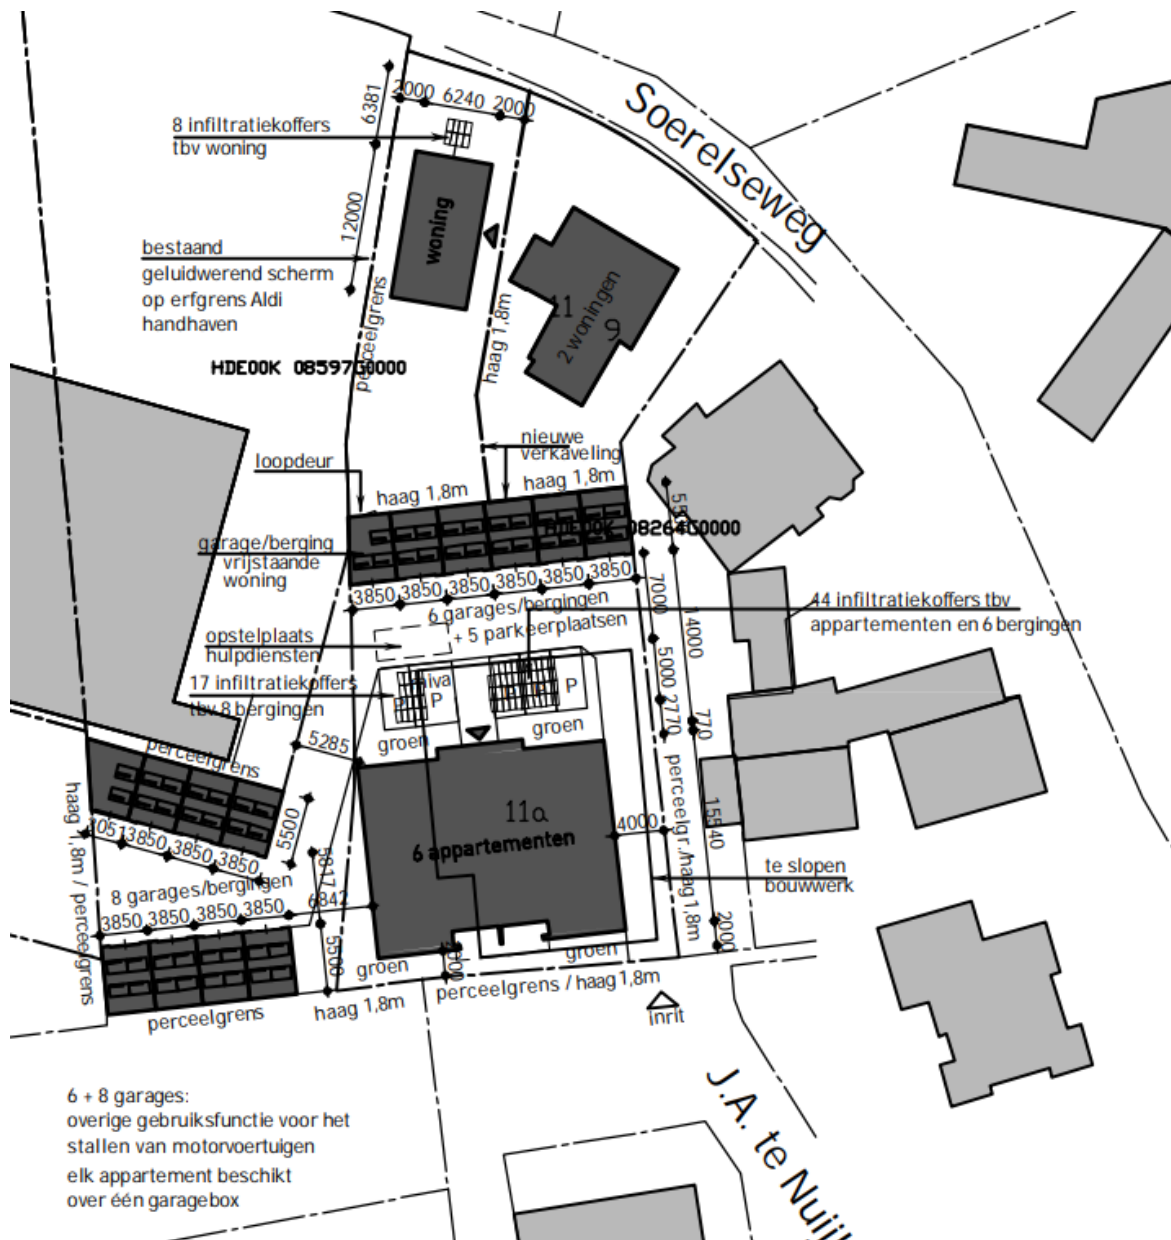 Soerelseweg
2000 6240 2000
6381
8 infiltratiekoffers
tbv woning
12000
woning
bestaand
geluidwerend scherm
op erfgrens Aldi
handhaven
perceelgrens
haag 1,8m
11
9
2 woningen
HDE00K 08597G0000
nieuwe
verkaveling
loopdeur
haag 1,8m
haag 1,8m
HDE00K 08264G0000
garage/berging
vrijstaande
woning
3850 3850 3850 3850 3850 3850
6 garages/bergingen
+ 5 parkeerplaatsen
7000
14000
44 infiltratiekoffers tbv
appartementen en 6 bergingen
opstelplaats
hulpdiensten
5000
2770
770
17 infiltratiekoffers
tbv 8 bergingen
miva
P
P
P
P
P
groen
groen
perceelgrens
5285
5500
3850 3850 3850
8 garages/bergingen
11a
6 appartementen
4000
15540
perceelgr./haag 1,8m
te slopen
bouwwerk
haag 1,8m / perceelgrens
5817
6842
3850 3850 3850 3850
5500
2000
groen
groen
perceelgrens
haag 1,8m
perceelgrens / haag 1,8m
inrit
J.A. te Nuijl
6 + 8 garages:
overige gebruiksfunctie voor het
stallen van motorvoertuigen
elk appartement beschikt
over één garagebox